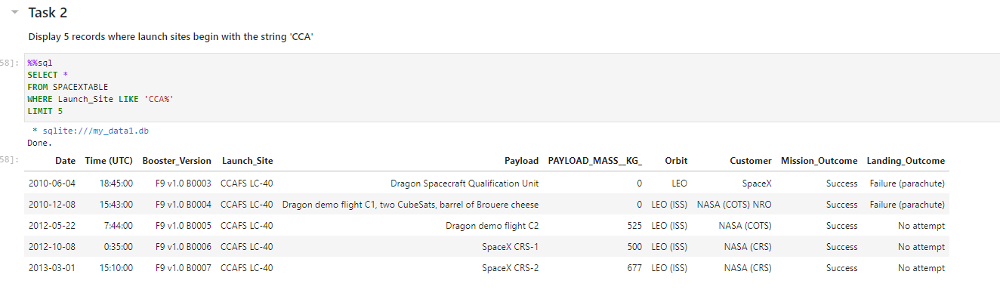 Task 2
Display 5 records where launch sites begin with the string 'CCA'
58]: %%sql
SELECT *
FROM SPACEXTABLE
WHERE Launch_Site LIKE 'CCA%'
LIMIT 5
* sqlite:///my_data1.db
Done.
58]: Date Time (UTC) Booster_Version Launch_Site Payload PAYLOAD_MASS__KG_ Orbit Customer Mission_Outcome Landing_Outcome
2010-06-04 18:45:00 F9 v1.0 B0003 CCAFS LC-40 Dragon Spacecraft Qualification Unit 0 LEO SpaceX Success Failure (parachute)
2010-12-08 15:43:00 F9 v1.0 B0004 CCAFS LC-40 Dragon demo flight C1, two CubeSats, barrel of Brouere cheese 0 LEO (ISS) NASA (COTS) NRO Success Failure (parachute)
2012-05-22 7:44:00 F9 v1.0 B0005 CCAFS LC-40 Dragon demo flight C2 525 LEO (ISS) NASA (COTS) Success No attempt
2012-10-08 0:35:00 F9 v1.0 B0006 CCAFS LC-40 SpaceX CRS-1 500 LEO (ISS) NASA (CRS) Success No attempt
2013-03-01 15:10:00 F9 v1.0 B0007 CCAFS LC-40 SpaceX CRS-2 677 LEO (ISS) NASA (CRS) Success No attempt